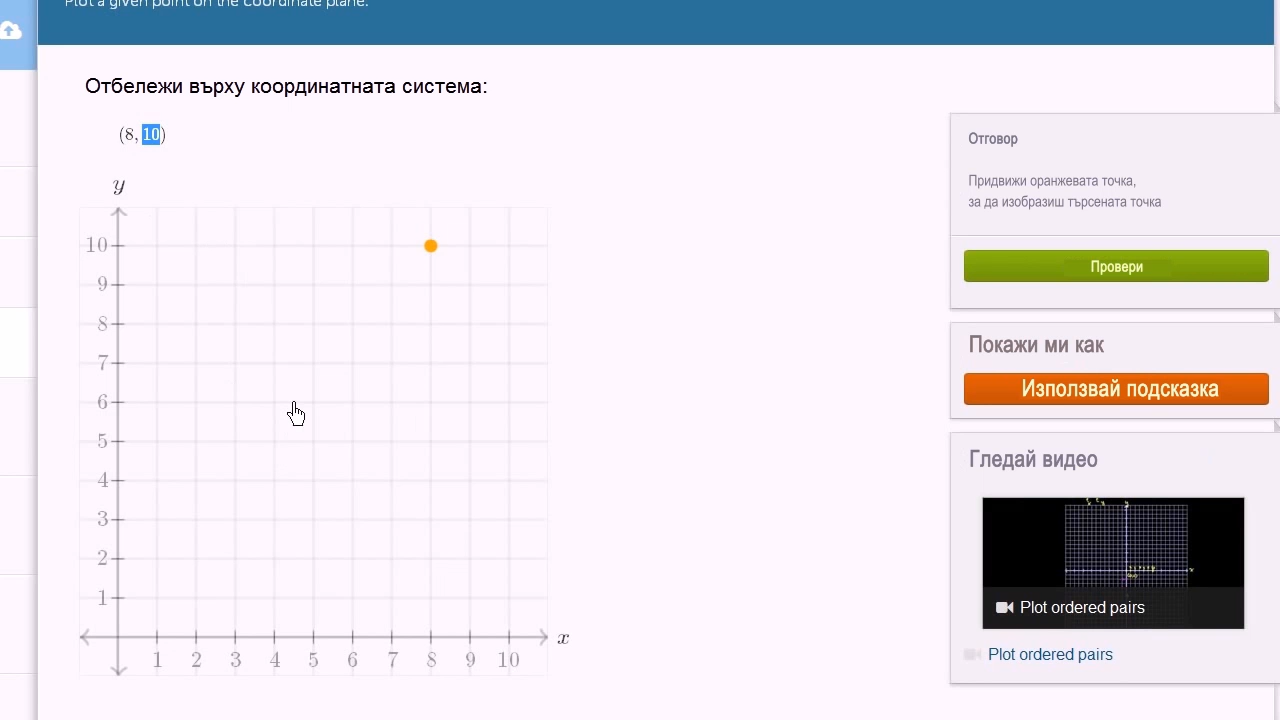 Plot a given point on the coordinate plane.
Отбележи върху координатната система:
(8, 10)
y
10
9
8
7
6
5
4
3
2
1
x
1 2 3 4 5 6 7 8 9 10
Отговор
Придвижи оранжевата точка,
за да изобразиш търсената точка
Провери
Покажи ми как
Използвай подсказка
Гледай видео
Plot ordered pairs
Plot ordered pairs